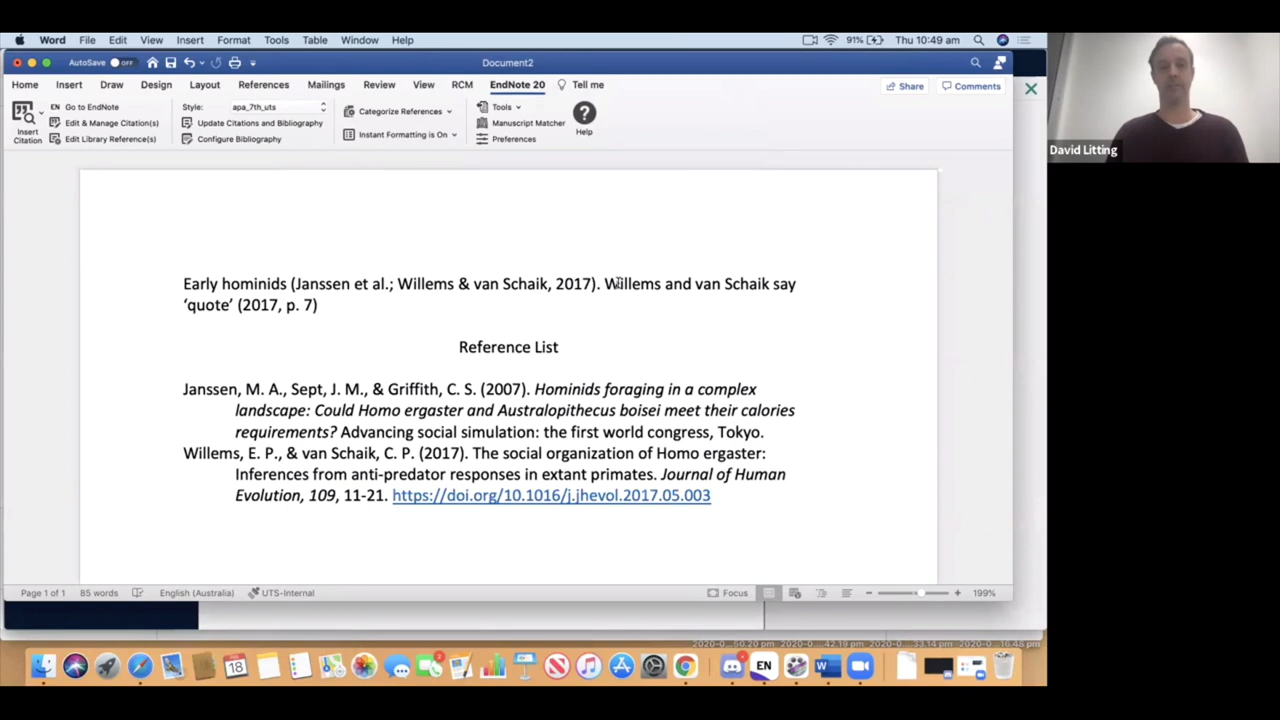 Word File Edit View Insert Format Tools Table Window Help 91% Thu 10:49 am
AutoSave OFF Document2
Home Insert Draw Design Layout References Mailings Review View RCM EndNote 20 Tell me Share Comments
EN Go to EndNote Style: apa_7th_uts Categorize References Tools
Insert Citation Edit & Manage Citation(s) Update Citations and Bibliography Instant Formatting is On Manuscript Matcher Help
Edit Library Reference(s) Configure Bibliography Preferences
David Litting
Early hominids (Janssen et al.; Willems & van Schaik, 2017). Willems and van Schaik say
‘quote’ (2017, p. 7)
Reference List
Janssen, M. A., Sept, J. M., & Griffith, C. S. (2007). Hominids foraging in a complex
landscape: Could Homo ergaster and Australopithecus boisei meet their calories
requirements? Advancing social simulation: the first world congress, Tokyo.
Willems, E. P., & van Schaik, C. P. (2017). The social organization of Homo ergaster:
Inferences from anti-predator responses in extant primates. Journal of Human
Evolution, 109, 11-21. https://doi.org/10.1016/j.jhevol.2017.05.003
Page 1 of 1 85 words English (Australia) UTS-Internal Focus 199%
18 EN W